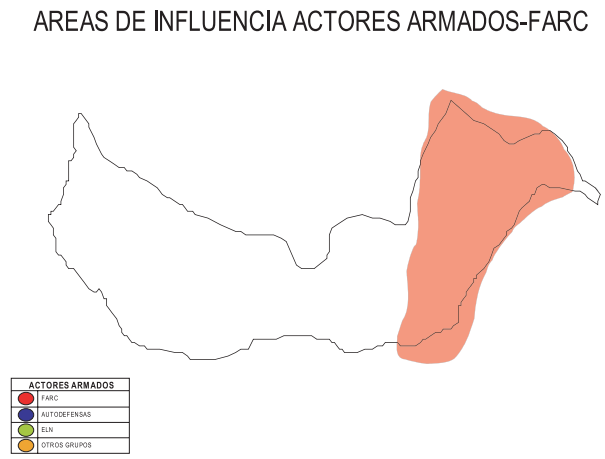 AREAS DE INFLUENCIA ACTORES ARMADOS-FARC
ACTORES ARMADOS
FARC
AUTODEFENSAS
ELN
OTROS GRUPOS